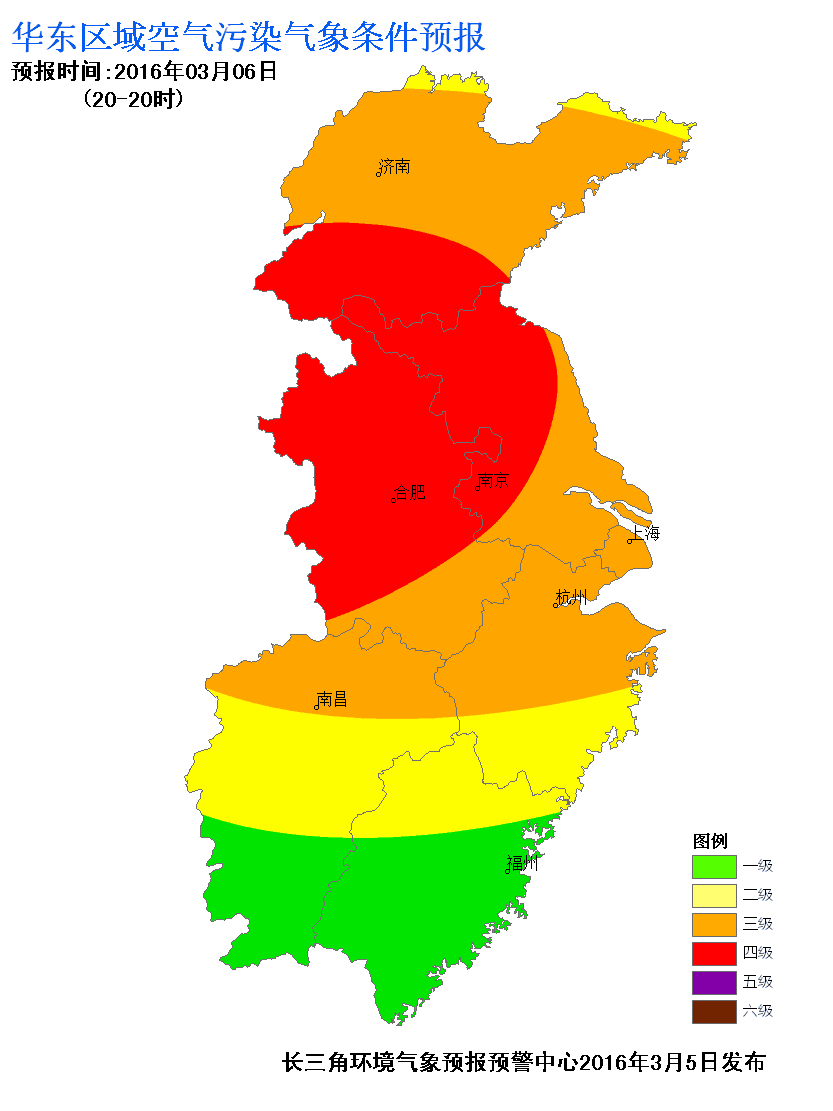 华东区域空气污染气象条件预报
预报时间:2016年03月06日
(20-20时)
济南
合肥
南京
上海
杭州
南昌
福州
图例
一级
二级
三级
四级
五级
六级
长三角环境气象预报预警中心2016年3月5日发布